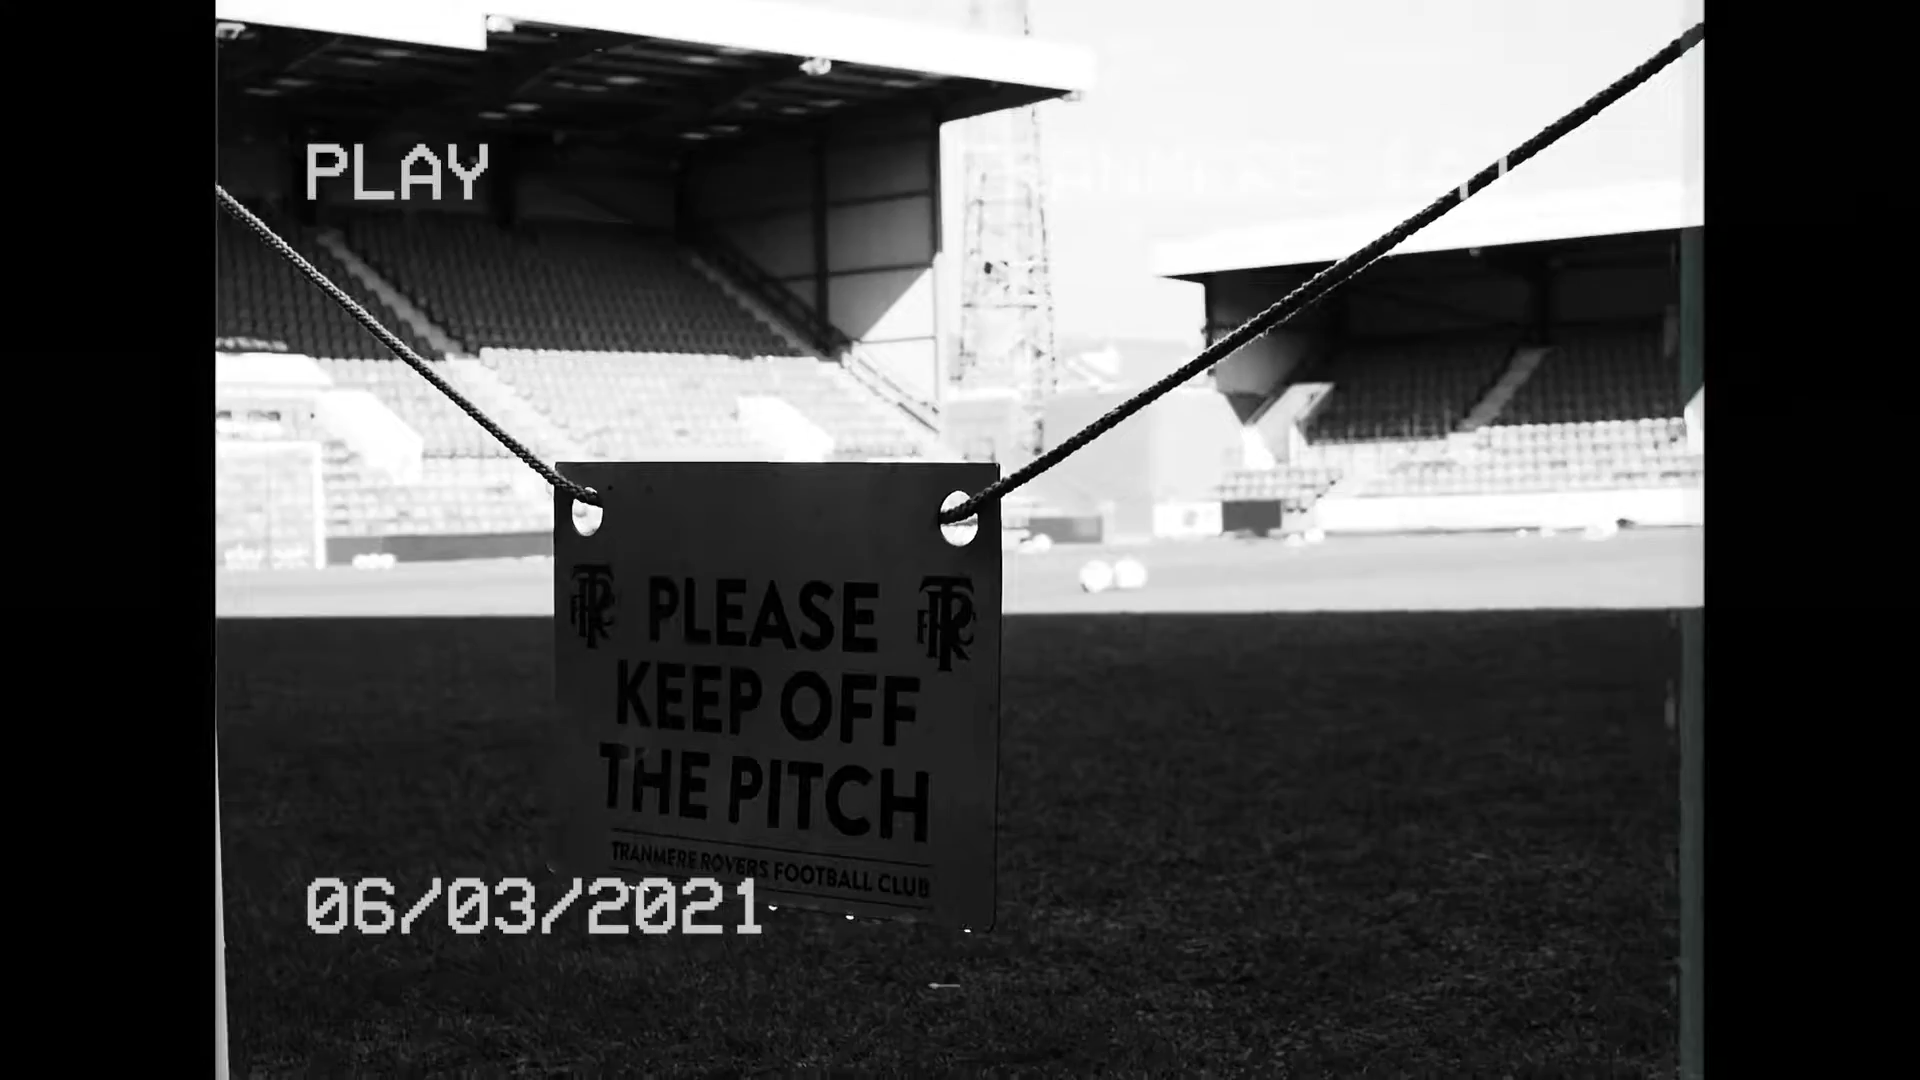 PLAY
PLEASE
KEEP OFF
THE PITCH
TRANMERE ROVERS FOOTBALL CLUB
06/03/2021